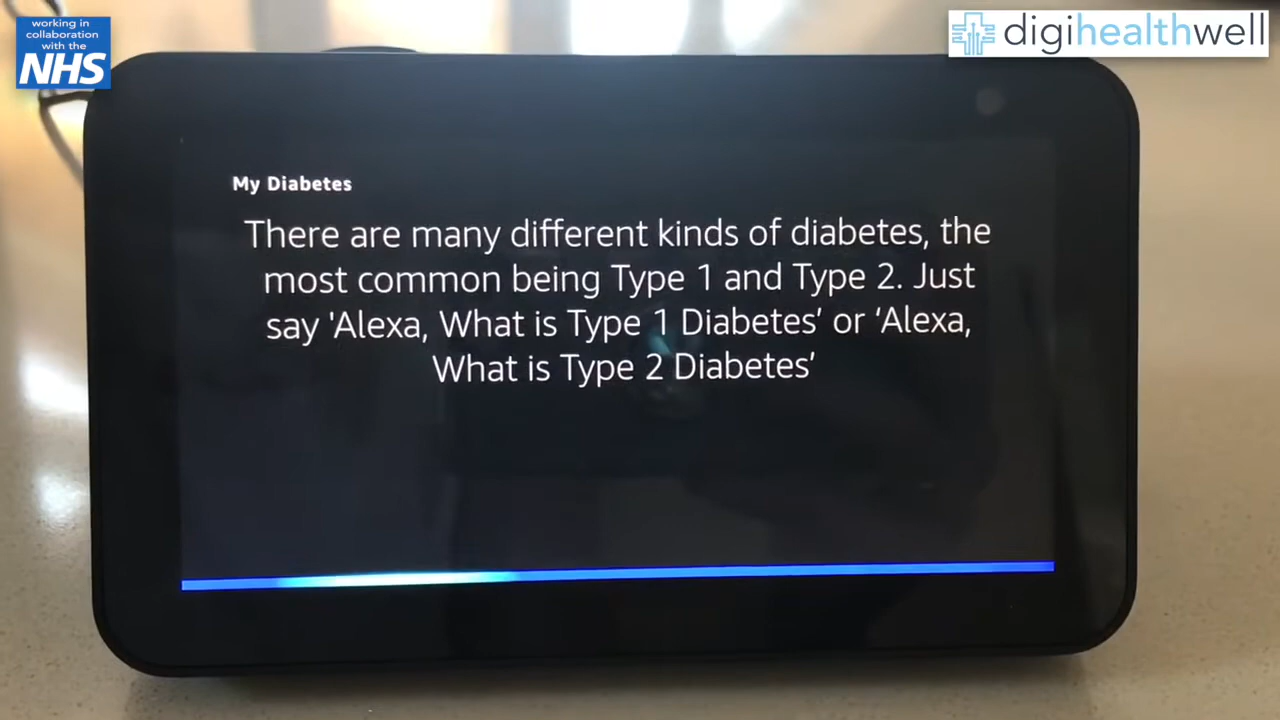 working in
collaboration
with the
NHS
digihealthwell
My Diabetes
There are many different kinds of diabetes, the
most common being Type 1 and Type 2. Just
say 'Alexa, What is Type 1 Diabetes’ or ‘Alexa,
What is Type 2 Diabetes’